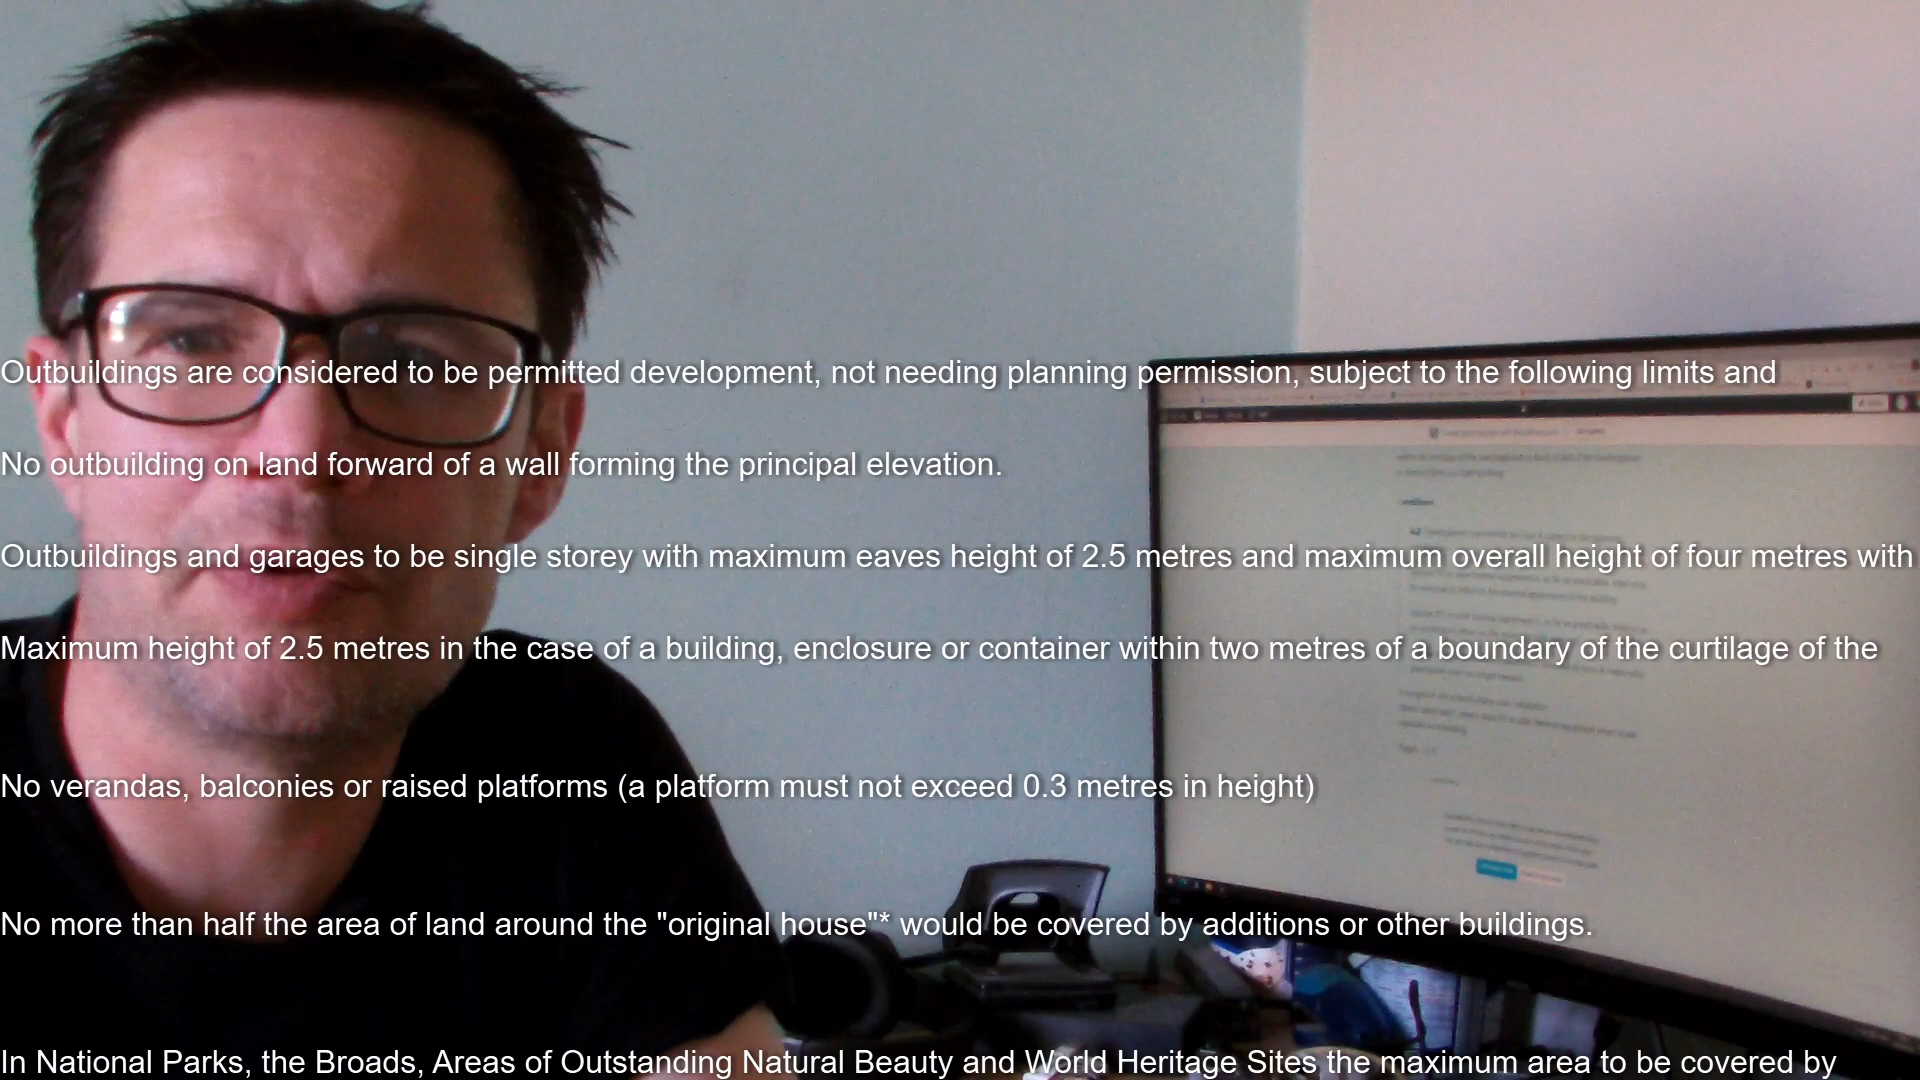 Outbuildings are considered to be permitted development, not needing planning permission, subject to the following limits and
No outbuilding on land forward of a wall forming the principal elevation.
Outbuildings and garages to be single storey with maximum eaves height of 2.5 metres and maximum overall height of four metres with
Maximum height of 2.5 metres in the case of a building, enclosure or container within two metres of a boundary of the curtilage of the
No verandas, balconies or raised platforms (a platform must not exceed 0.3 metres in height)
No more than half the area of land around the "original house"* would be covered by additions or other buildings.
In National Parks, the Broads, Areas of Outstanding Natural Beauty and World Heritage Sites the maximum area to be covered by